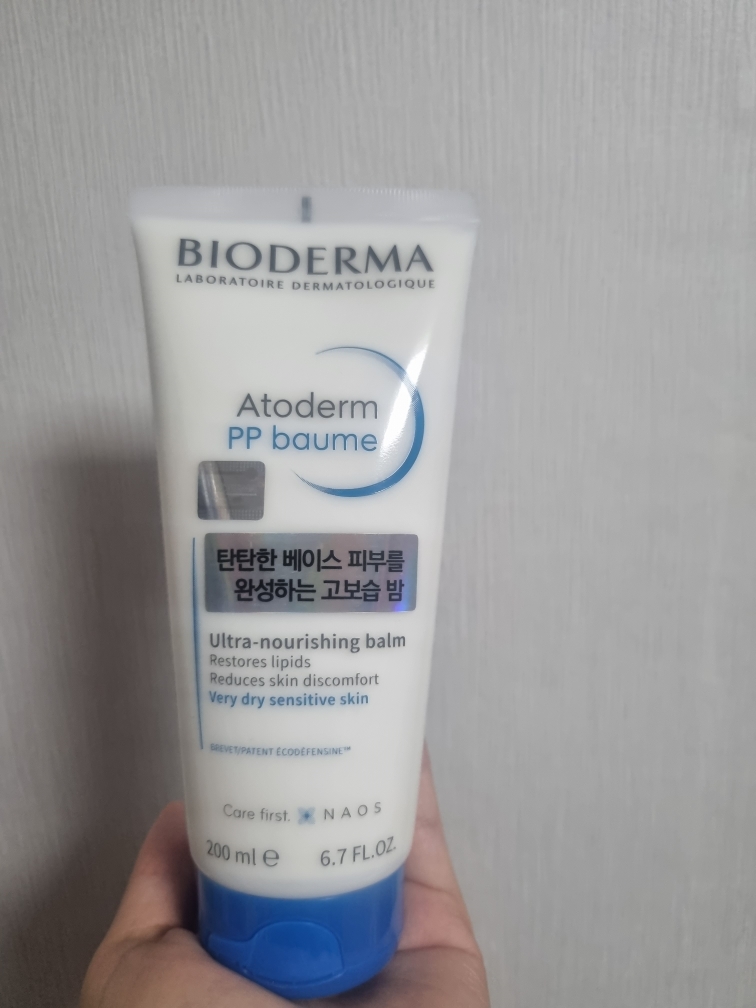 BIODERMA
LABORATOIRE DERMATOLOGIQUE
Atoderm
PP baume
탄탄한 베이스 피부를
완성하는 고보습 밤
Ultra-nourishing balm
Restores lipids
Reduces skin discomfort
Very dry sensitive skin
BREVET/PATENT ÉCODÉFENSINE™
Care first. NAOS
200 ml ℮ 6.7 FL.OZ.